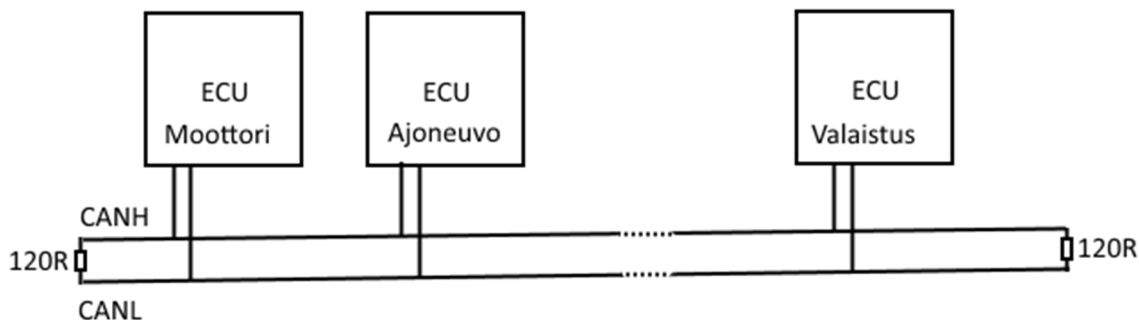 ECU
Moottori
ECU
Ajoneuvo
ECU
Valaistus
CANH
120R
120R
CANL